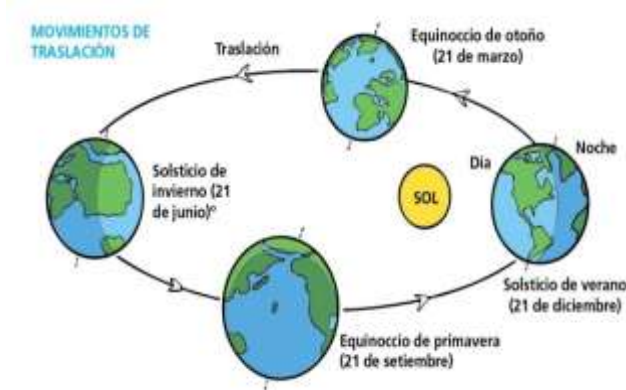 MOVIMIENTOS DE
TRASLACIÓN
Traslación
Equinoccio de otoño
(21 de marzo)
Día
Noche
Solsticio de
invierno (21
de junio)º
SOL
Solsticio de verano
(21 de diciembre)
Equinoccio de primavera
(21 de setiembre)